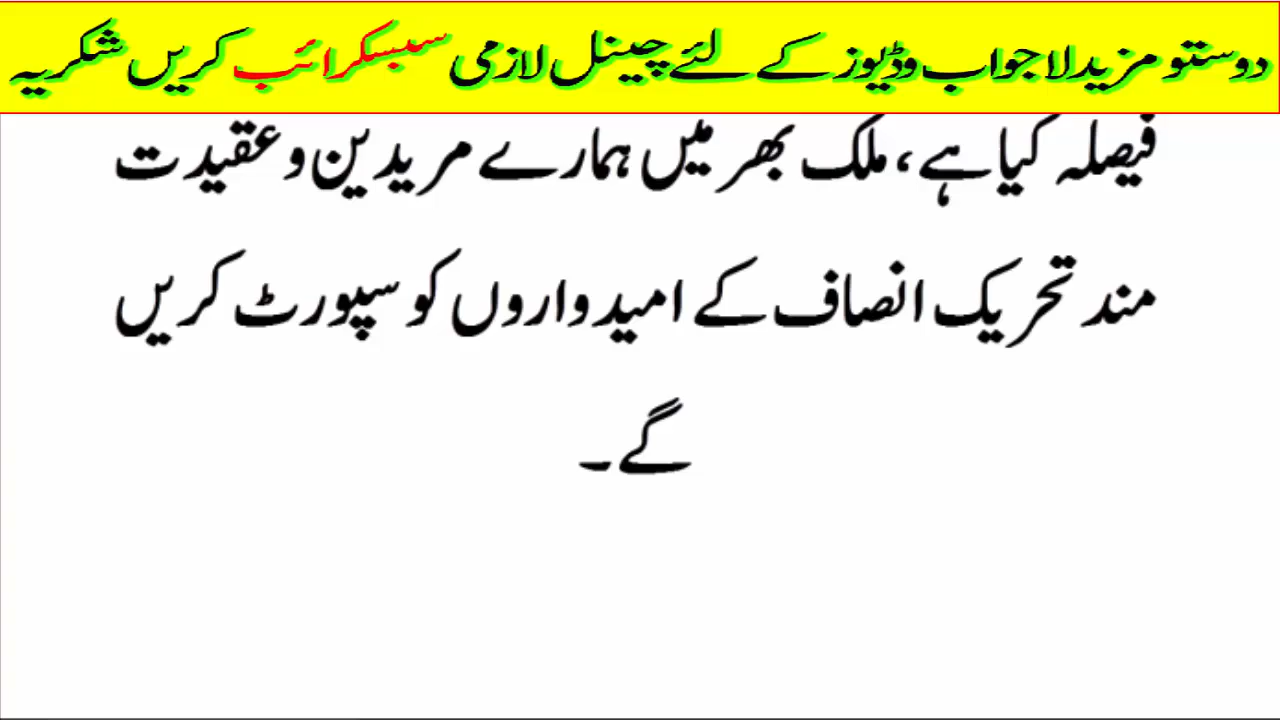 دوستو مزید لاجواب وڈیوز کے لئے چینل لازمی سبسکرائب کریں شکریہ
فیصلہ کیا ہے، ملک بھر میں ہمارے مریدین و عقیدت
مند تحریک انصاف کے امیدواروں کو سپورٹ کریں
گے۔